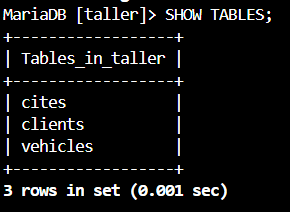 MariaDB [taller]> SHOW TABLES;
+------------------+
| Tables_in_taller |
+------------------+
| cites            |
| clients          |
| vehicles         |
+------------------+
3 rows in set (0.001 sec)